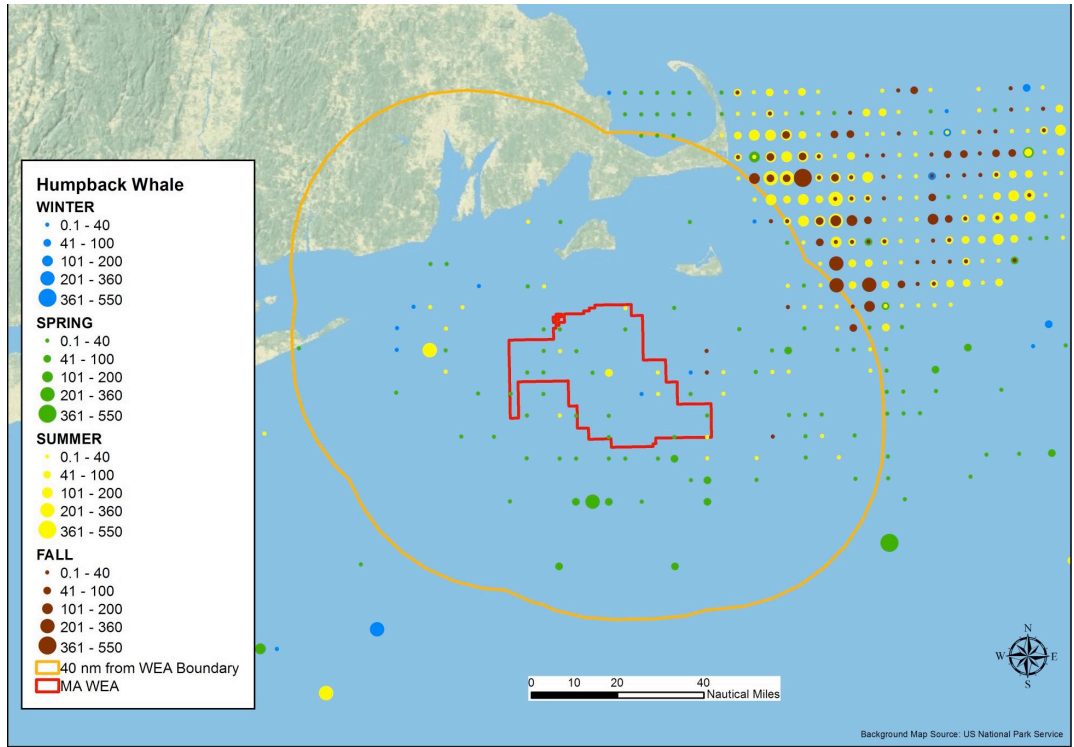 Humpback Whale
WINTER
0.1 - 40
41 - 100
101 - 200
201 - 360
361 - 550
SPRING
0.1 - 40
41 - 100
101 - 200
201 - 360
361 - 550
SUMMER
0.1 - 40
41 - 100
101 - 200
201 - 360
361 - 550
FALL
0.1 - 40
41 - 100
101 - 200
201 - 360
361 - 550
40 nm from WEA Boundary
MA WEA
0 10 20 40
Nautical Miles
N
W E
S
Background Map Source: US National Park Service